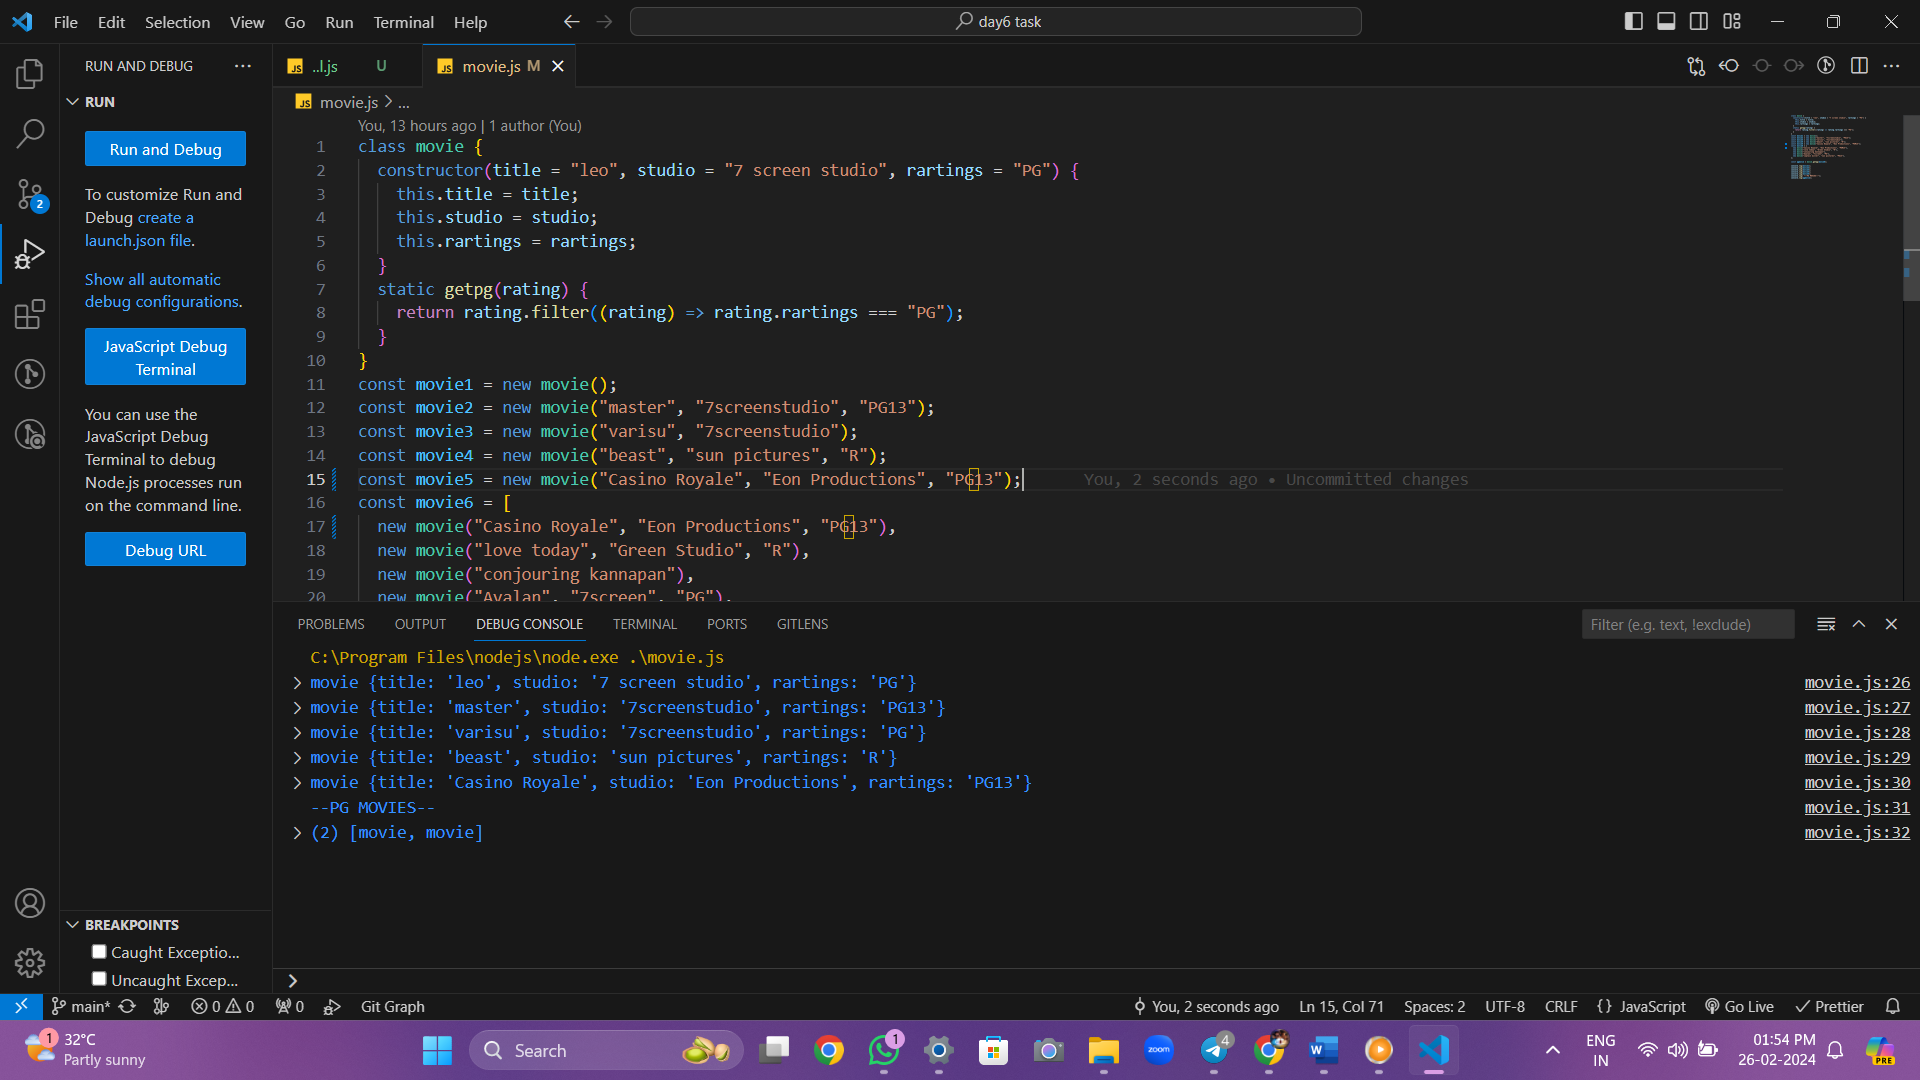 File Edit Selection View Go Run Terminal Help
day6 task
RUN AND DEBUG
RUN
Run and Debug
To customize Run and
Debug create a
launch.json file.
Show all automatic
debug configurations.
JavaScript Debug
Terminal
You can use the
JavaScript Debug
Terminal to debug
Node.js processes run
on the command line.
Debug URL
BREAKPOINTS
Caught Exceptio...
Uncaught Excep...
2
JS ..l.js U
JS movie.js M
JS movie.js > ...
You, 13 hours ago | 1 author (You)
1 class movie {
2 constructor(title = "leo", studio = "7 screen studio", rartings = "PG") {
3 this.title = title;
4 this.studio = studio;
5 this.rartings = rartings;
6 }
7 static getpg(rating) {
8 return rating.filter((rating) => rating.rartings === "PG");
9 }
10 }
11 const movie1 = new movie();
12 const movie2 = new movie("master", "7screenstudio", "PG13");
13 const movie3 = new movie("varisu", "7screenstudio");
14 const movie4 = new movie("beast", "sun pictures", "R");
15 const movie5 = new movie("Casino Royale", "Eon Productions", "PG13"); You, 2 seconds ago • Uncommitted changes
16 const movie6 = [
17 new movie("Casino Royale", "Eon Productions", "PG13"),
18 new movie("love today", "Green Studio", "R"),
19 new movie("conjouring kannapan"),
20 new movie("Ayalan", "7screen", "PG"),
PROBLEMS OUTPUT DEBUG CONSOLE TERMINAL PORTS GITLENS
Filter (e.g. text, !exclude)
C:\Program Files\nodejs\node.exe .\movie.js
> movie {title: 'leo', studio: '7 screen studio', rartings: 'PG'} movie.js:26
> movie {title: 'master', studio: '7screenstudio', rartings: 'PG13'} movie.js:27
> movie {title: 'varisu', studio: '7screenstudio', rartings: 'PG'} movie.js:28
> movie {title: 'beast', studio: 'sun pictures', rartings: 'R'} movie.js:29
> movie {title: 'Casino Royale', studio: 'Eon Productions', rartings: 'PG13'} movie.js:30
--PG MOVIES-- movie.js:31
> (2) [movie, movie] movie.js:32
>
main* 0 0 0 Git Graph
You, 2 seconds ago Ln 15, Col 71 Spaces: 2 UTF-8 CRLF {} JavaScript Go Live Prettier
1 32°C
Partly sunny
Search
1
zoom
4
W
ENG
IN
01:54 PM
26-02-2024
PRE